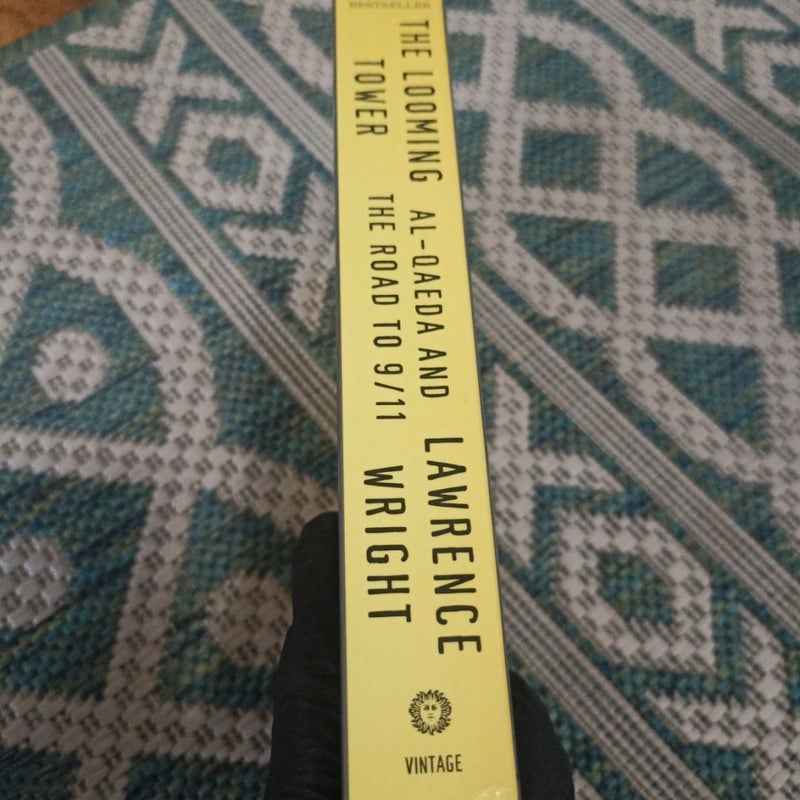 BESTSELLER
THE LOOMING
TOWER
AL-QAEDA AND
THE ROAD TO 9/11
LAWRENCE
WRIGHT
VINTAGE